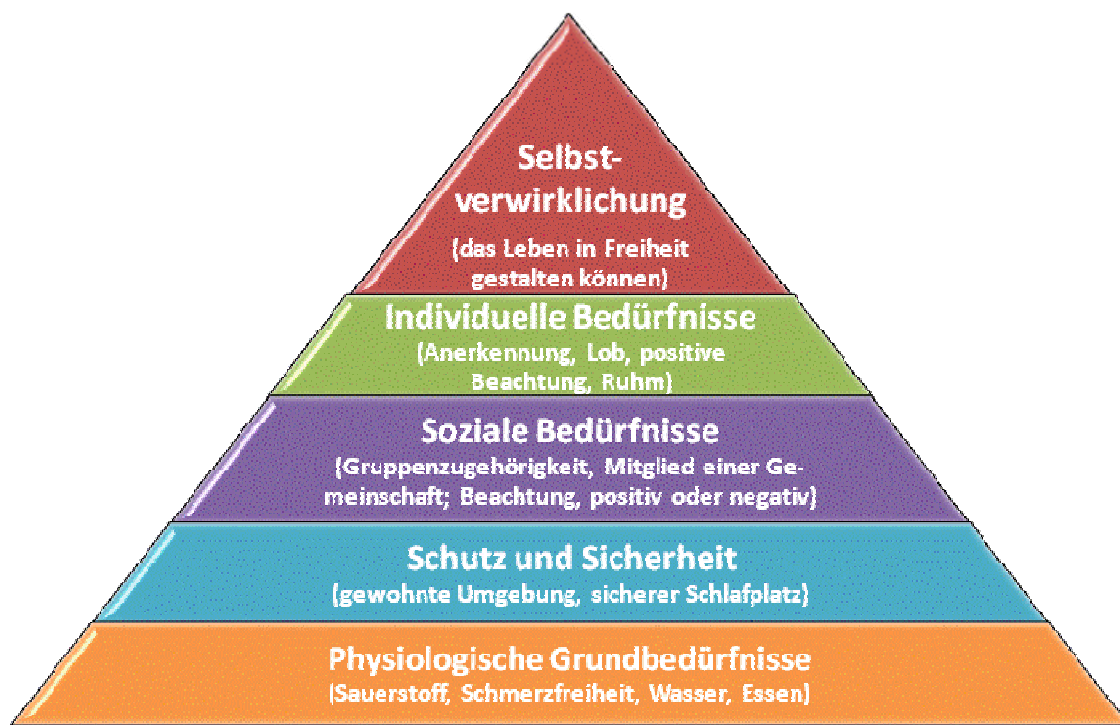 Selbst-
verwirklichung
(das Leben in Freiheit
gestalten können)
Individuelle Bedürfnisse
(Anerkennung, Lob, positive
Beachtung, Ruhm)
Soziale Bedürfnisse
(Gruppenzugehörigkeit, Mitglied einer Ge-
meinschaft; Beachtung, positiv oder negativ)
Schutz und Sicherheit
(gewohnte Umgebung, sicherer Schlafplatz)
Physiologische Grundbedürfnisse
(Sauerstoff, Schmerzfreiheit, Wasser, Essen)